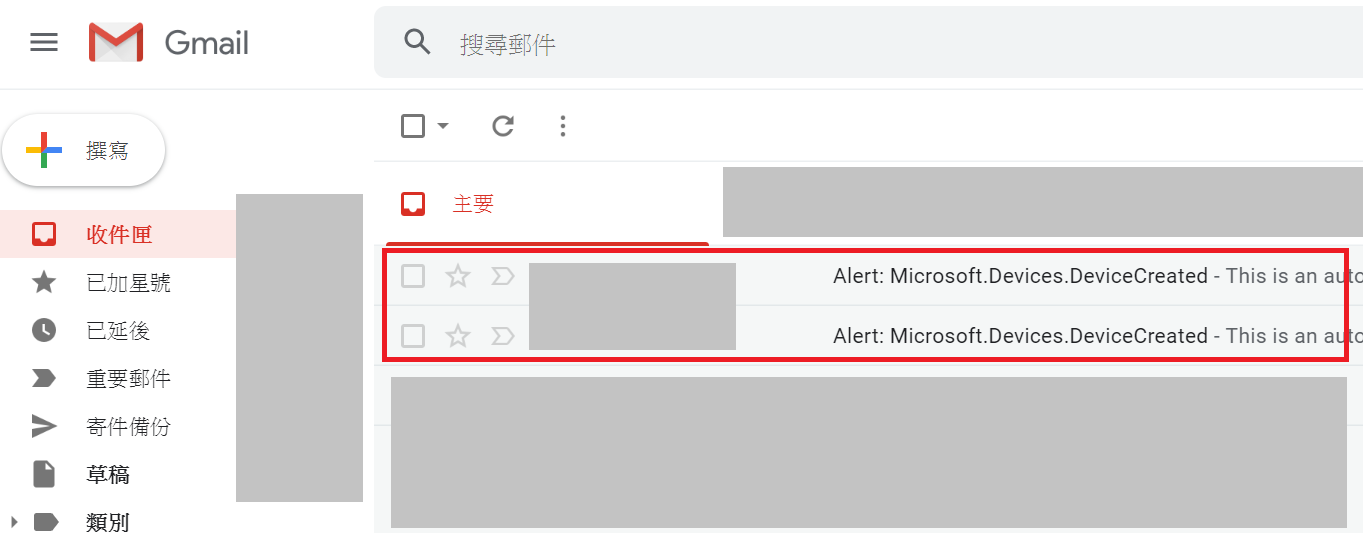 Gmail
搜尋郵件
撰寫
主要
收件匣
已加星號
已延後
重要郵件
寄件備份
草稿
類別
Alert: Microsoft.Devices.DeviceCreated - This is an auto
Alert: Microsoft.Devices.DeviceCreated - This is an auto